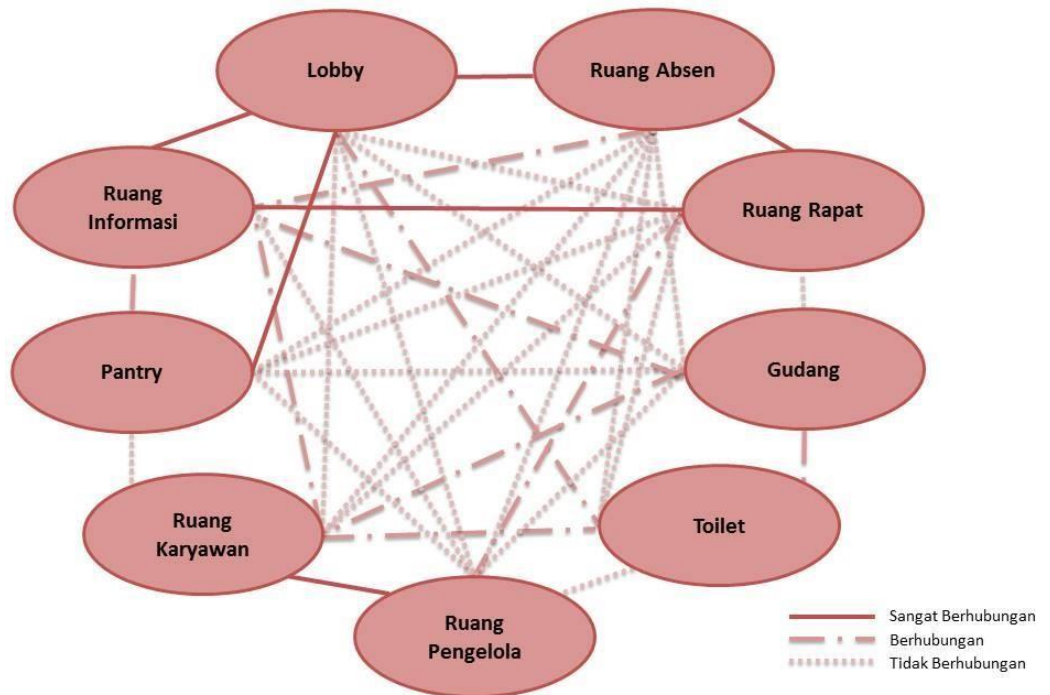 Lobby
Ruang Absen
Ruang
Informasi
Ruang Rapat
Pantry
Gudang
Ruang
Karyawan
Toilet
Ruang
Pengelola
Sangat Berhubungan
Berhubungan
Tidak Berhubungan